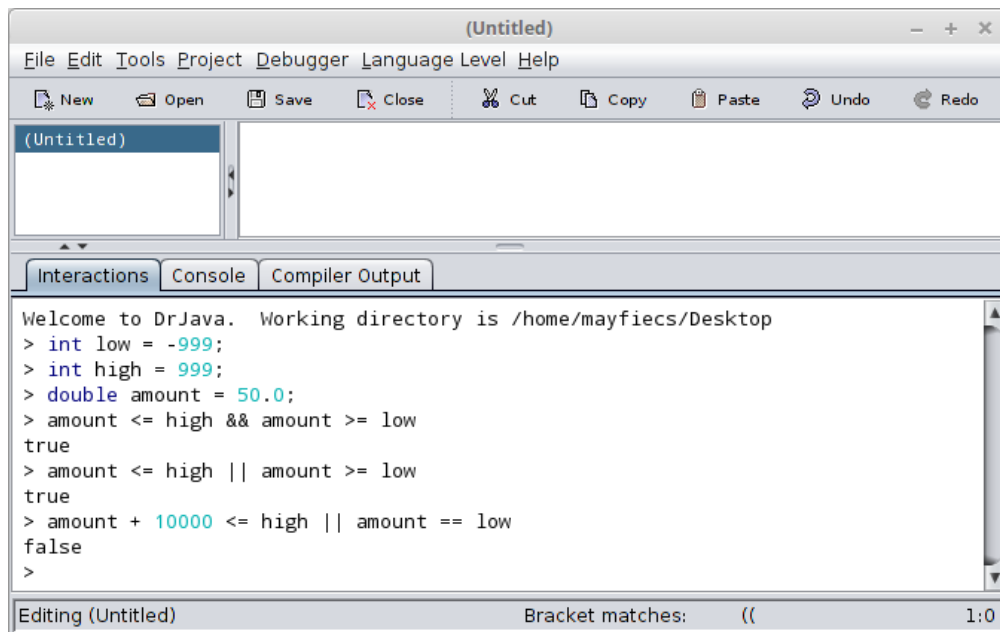 (Untitled)
File Edit Tools Project Debugger Language Level Help
New Open Save Close Cut Copy Paste Undo Redo
(Untitled)
Interactions Console Compiler Output
Welcome to DrJava.  Working directory is /home/mayfiecs/Desktop
> int low = -999;
> int high = 999;
> double amount = 50.0;
> amount <= high && amount >= low
true
> amount <= high || amount >= low
true
> amount + 10000 <= high || amount == low
false
>
Editing (Untitled) Bracket matches: (( 1:0